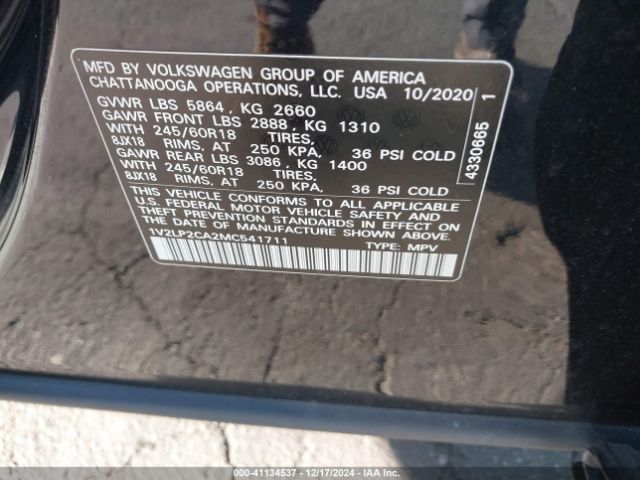 MFD BY VOLKSWAGEN GROUP OF AMERICA
CHATTANOOGA OPERATIONS, LLC. USA 10/2020
GVWR LBS 5864, KG 2660
GAWR FRONT LBS 2888, KG 1310
WITH 245/60R18 TIRES,
8JX18 RIMS, AT 250 KPA, 36 PSI COLD
GAWR REAR LBS 3086, KG 1400
WITH 245/60R18 TIRES,
8JX18 RIMS, AT 250 KPA, 36 PSI COLD
THIS VEHICLE CONFORMS TO ALL APPLICABLE
U.S. FEDERAL MOTOR VEHICLE SAFETY AND
THEFT PREVENTION STANDARDS IN EFFECT ON
THE DATE OF MANUFACTURE SHOWN ABOVE.
1V2LP2CA2MC541711 TYPE: MPV
4330665 1
000-41134537 - 12/17/2024 - IAA Inc.